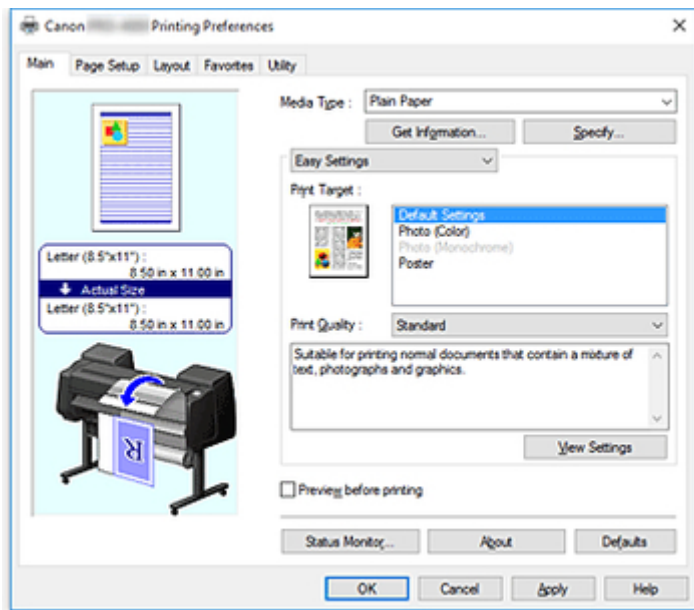 Canon Printing Preferences
Main Page Setup Layout Favorites Utility
Media Type : Plain Paper
Get Information... Specify...
Easy Settings
Print Target :
Default Settings
Photo (Color)
Photo (Monochrome)
Poster
Letter (8.5"x11") :
8.50 in x 11.00 in
Actual Size
Letter (8.5"x11") :
8.50 in x 11.00 in
Print Quality : Standard
Suitable for printing normal documents that contain a mixture of
text, photographs and graphics.
R
View Settings
Preview before printing
Status Monitor... About Defaults
OK Cancel Apply Help